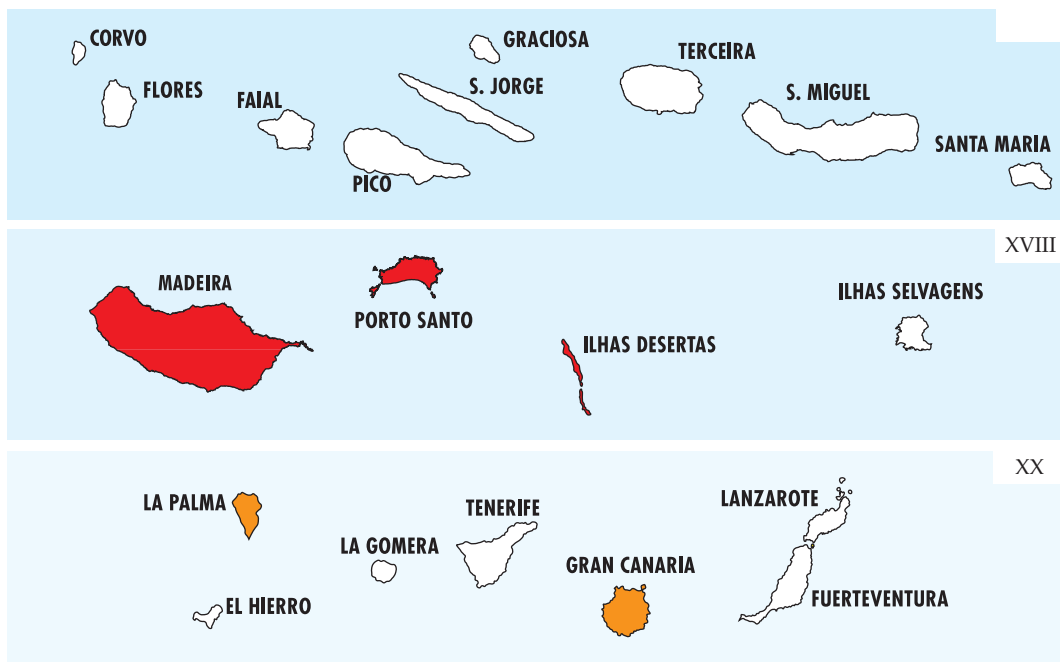 CORVO
FLORES
FAIAL
PICO
GRACIOSA
S. JORGE
TERCEIRA
S. MIGUEL
SANTA MARIA
XVIII
MADEIRA
PORTO SANTO
ILHAS DESERTAS
ILHAS SELVAGENS
XX
LA PALMA
EL HIERRO
LA GOMERA
TENERIFE
GRAN CANARIA
LANZAROTE
FUERTEVENTURA